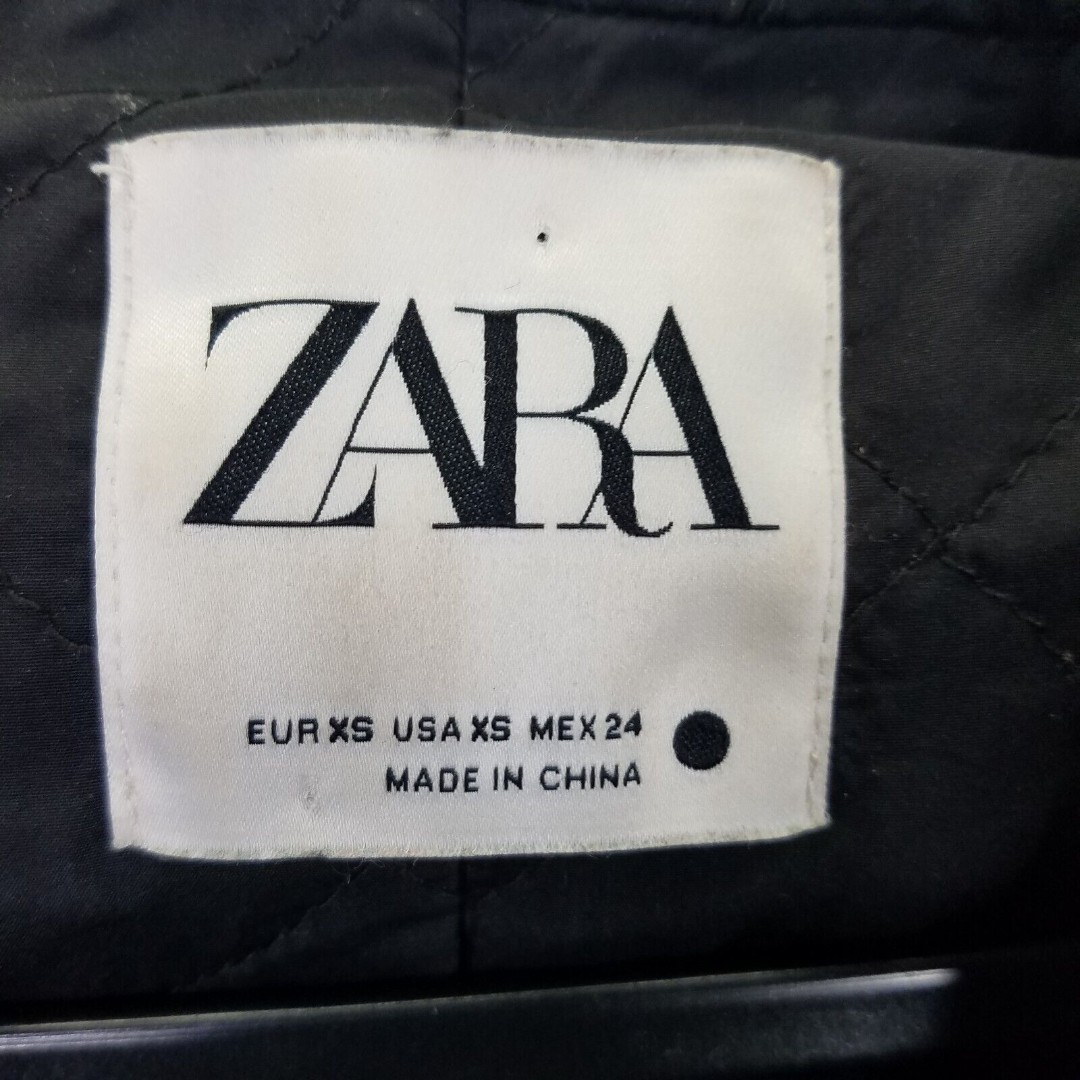 ZARA
EUR XS USA XS MEX 24
MADE IN CHINA